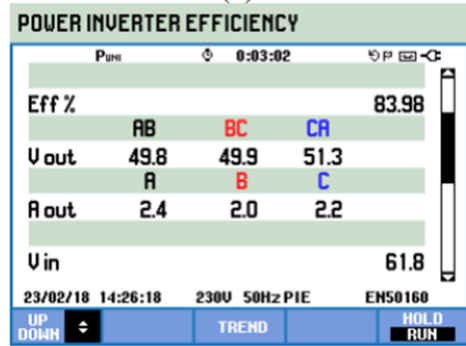 POWER INVERTER EFFICIENCY
PUNI 0:03:02
Eff % 83.98
AB BC CA
V out 49.8 49.9 51.3
A B C
A out 2.4 2.0 2.2
V in 61.8
23/02/18 14:26:18 230V 50Hz PIE EN50160
UP DOWN TREND HOLD RUN